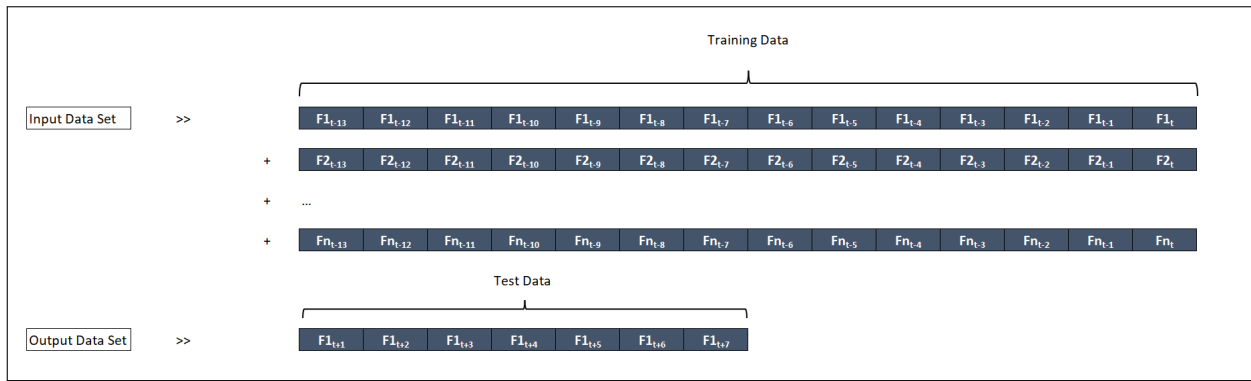 Training Data
Input Data Set >> F1t-13 F1t-12 F1t-11 F1t-10 F1t-9 F1t-8 F1t-7 F1t-6 F1t-5 F1t-4 F1t-3 F1t-2 F1t-1 F1t
+ F2t-13 F2t-12 F2t-11 F2t-10 F2t-9 F2t-8 F2t-7 F2t-6 F2t-5 F2t-4 F2t-3 F2t-2 F2t-1 F2t
+ ...
+ Fnt-13 Fnt-12 Fnt-11 Fnt-10 Fnt-9 Fnt-8 Fnt-7 Fnt-6 Fnt-5 Fnt-4 Fnt-3 Fnt-2 Fnt-1 Fnt
Test Data
Output Data Set >> F1t+1 F1t+2 F1t+3 F1t+4 F1t+5 F1t+6 F1t+7